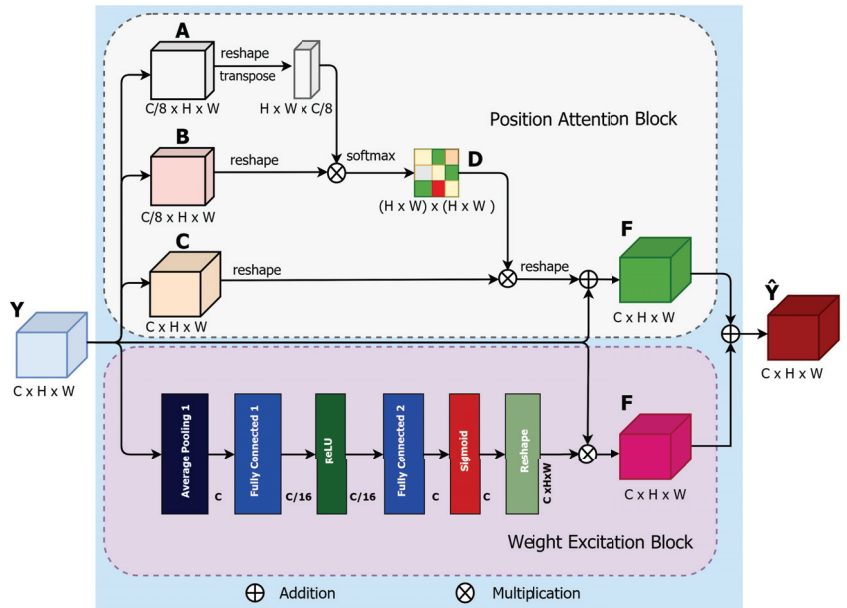 A
reshape
transpose
C/8 x H x W
H x W x C/8
Position Attention Block
B
reshape
softmax
D
C/8 x H x W
(H x W) x (H x W )
C
reshape
reshape
F
C x H x W
C x H x W
Y
C x H x W
Ŷ
C x H x W
Average Pooling 1
C
Fully Connected 1
C/16
ReLU
C/16
Fully Connected 2
C
Sigmoid
C
Reshape
C xHxW
F
C x H x W
Weight Excitation Block
Addition
Multiplication